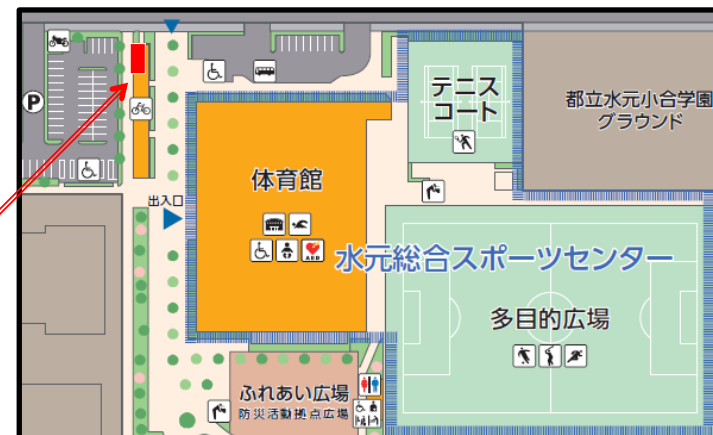 P
テニス
コート
都立水元小合学園
グラウンド
体育館
出入口
AED
水元総合スポーツセンター
多目的広場
ふれあい広場
防災活動拠点広場